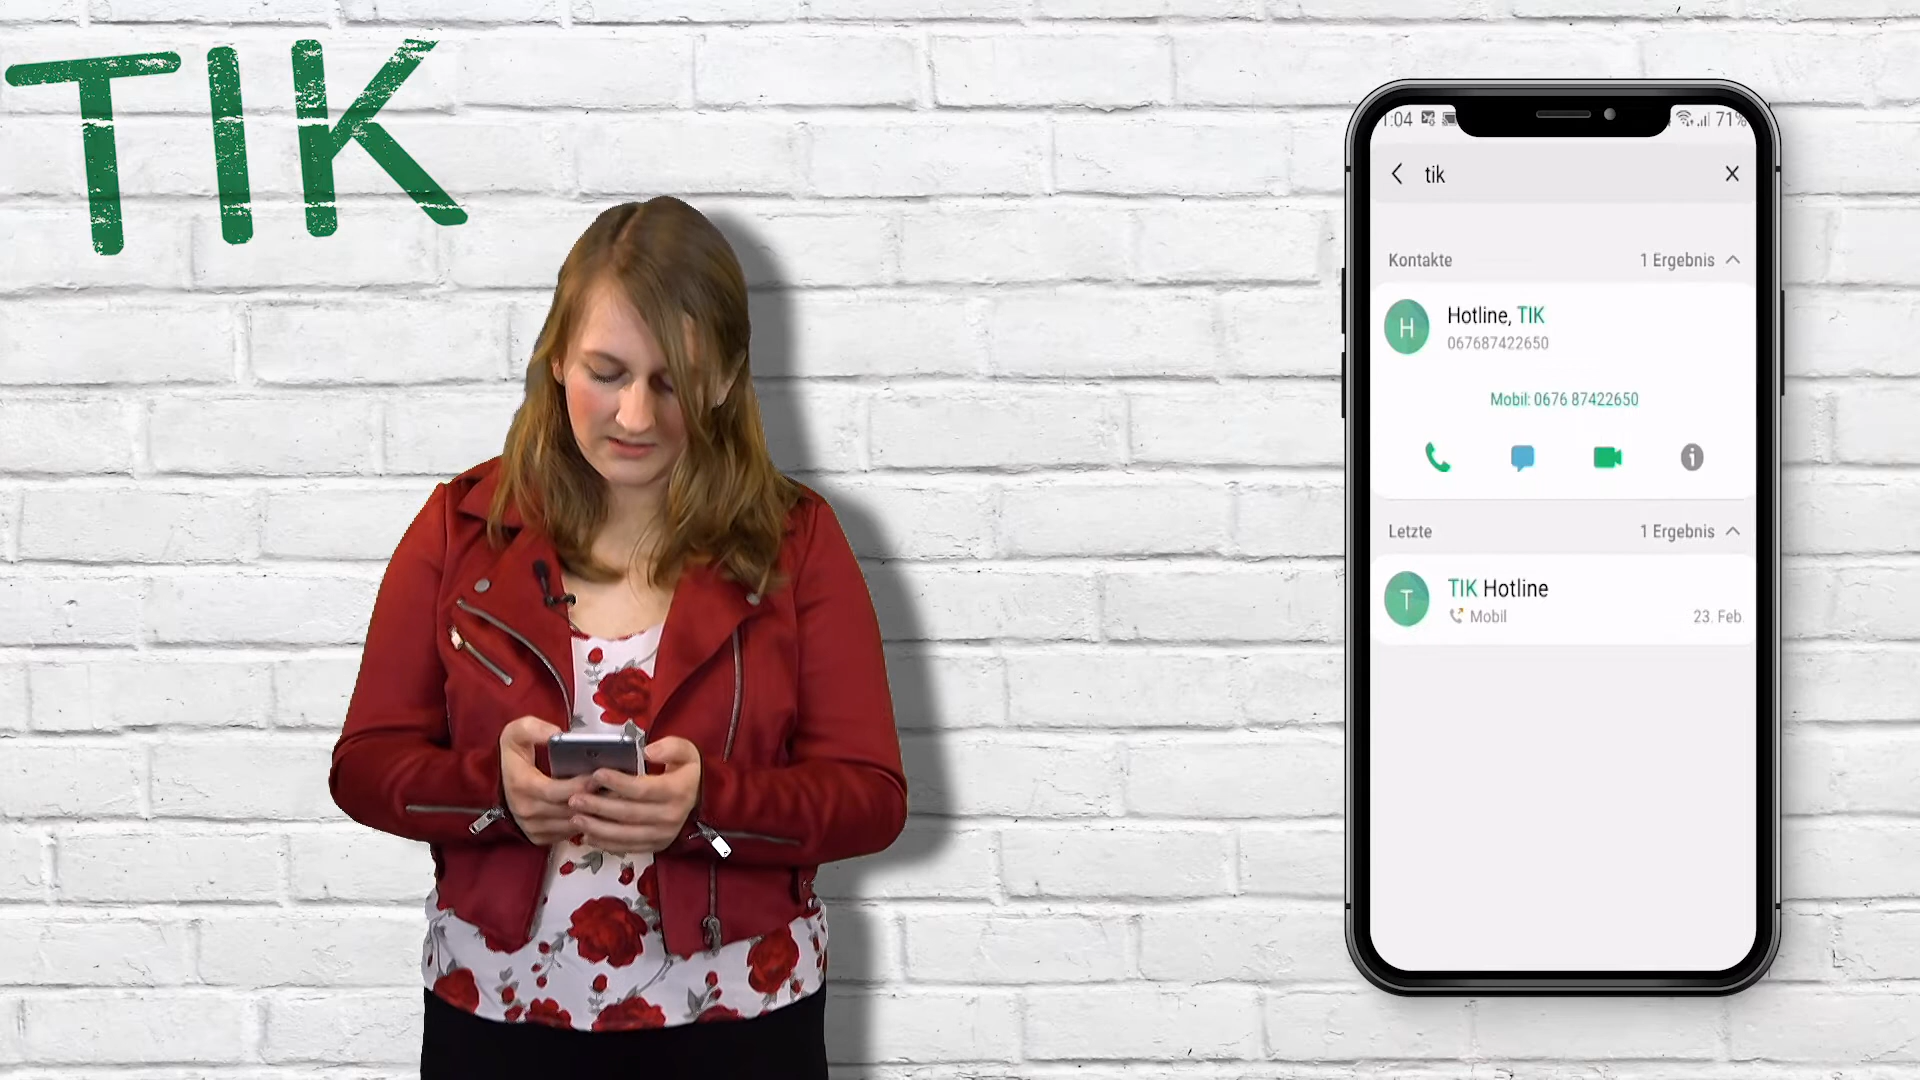 TIK
1:04
71%
tik
Kontakte
1 Ergebnis
H
Hotline, TIK
067687422650
Mobil: 0676 87422650
Letzte
1 Ergebnis
T
TIK Hotline
Mobil
23. Feb.